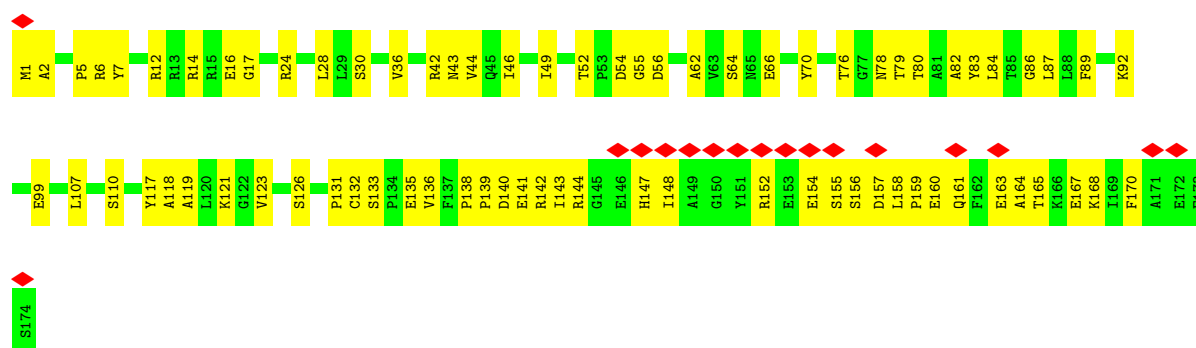 M1 A2 P5 R6 Y7 R12 R13 R14 R15 E16 G17 R24 L28 L29 S30 V36 R42 N43 V44 Q45 I46 I49 T52 P53 D54 G55 D56 A62 V63 S64 N65 E66 Y70 T76 G77 N78 T79 T80 A81 A82 Y83 L84 T85 G86 L87 L88 F89 K92
E99 L107 S110 Y117 A118 A119 L120 K121 G122 V123 S126 P131 C132 S133 P134 E135 V136 F137 P138 P139 D140 E141 R142 I143 R144 G145 E146 H147 I148 A149 G150 Y151 R152 E153 E154 S155 S156 D157 L158 P159 E160 Q161 F162 E163 A164 T165 K166 E167 K168 I169 F170 A171 E172
S174